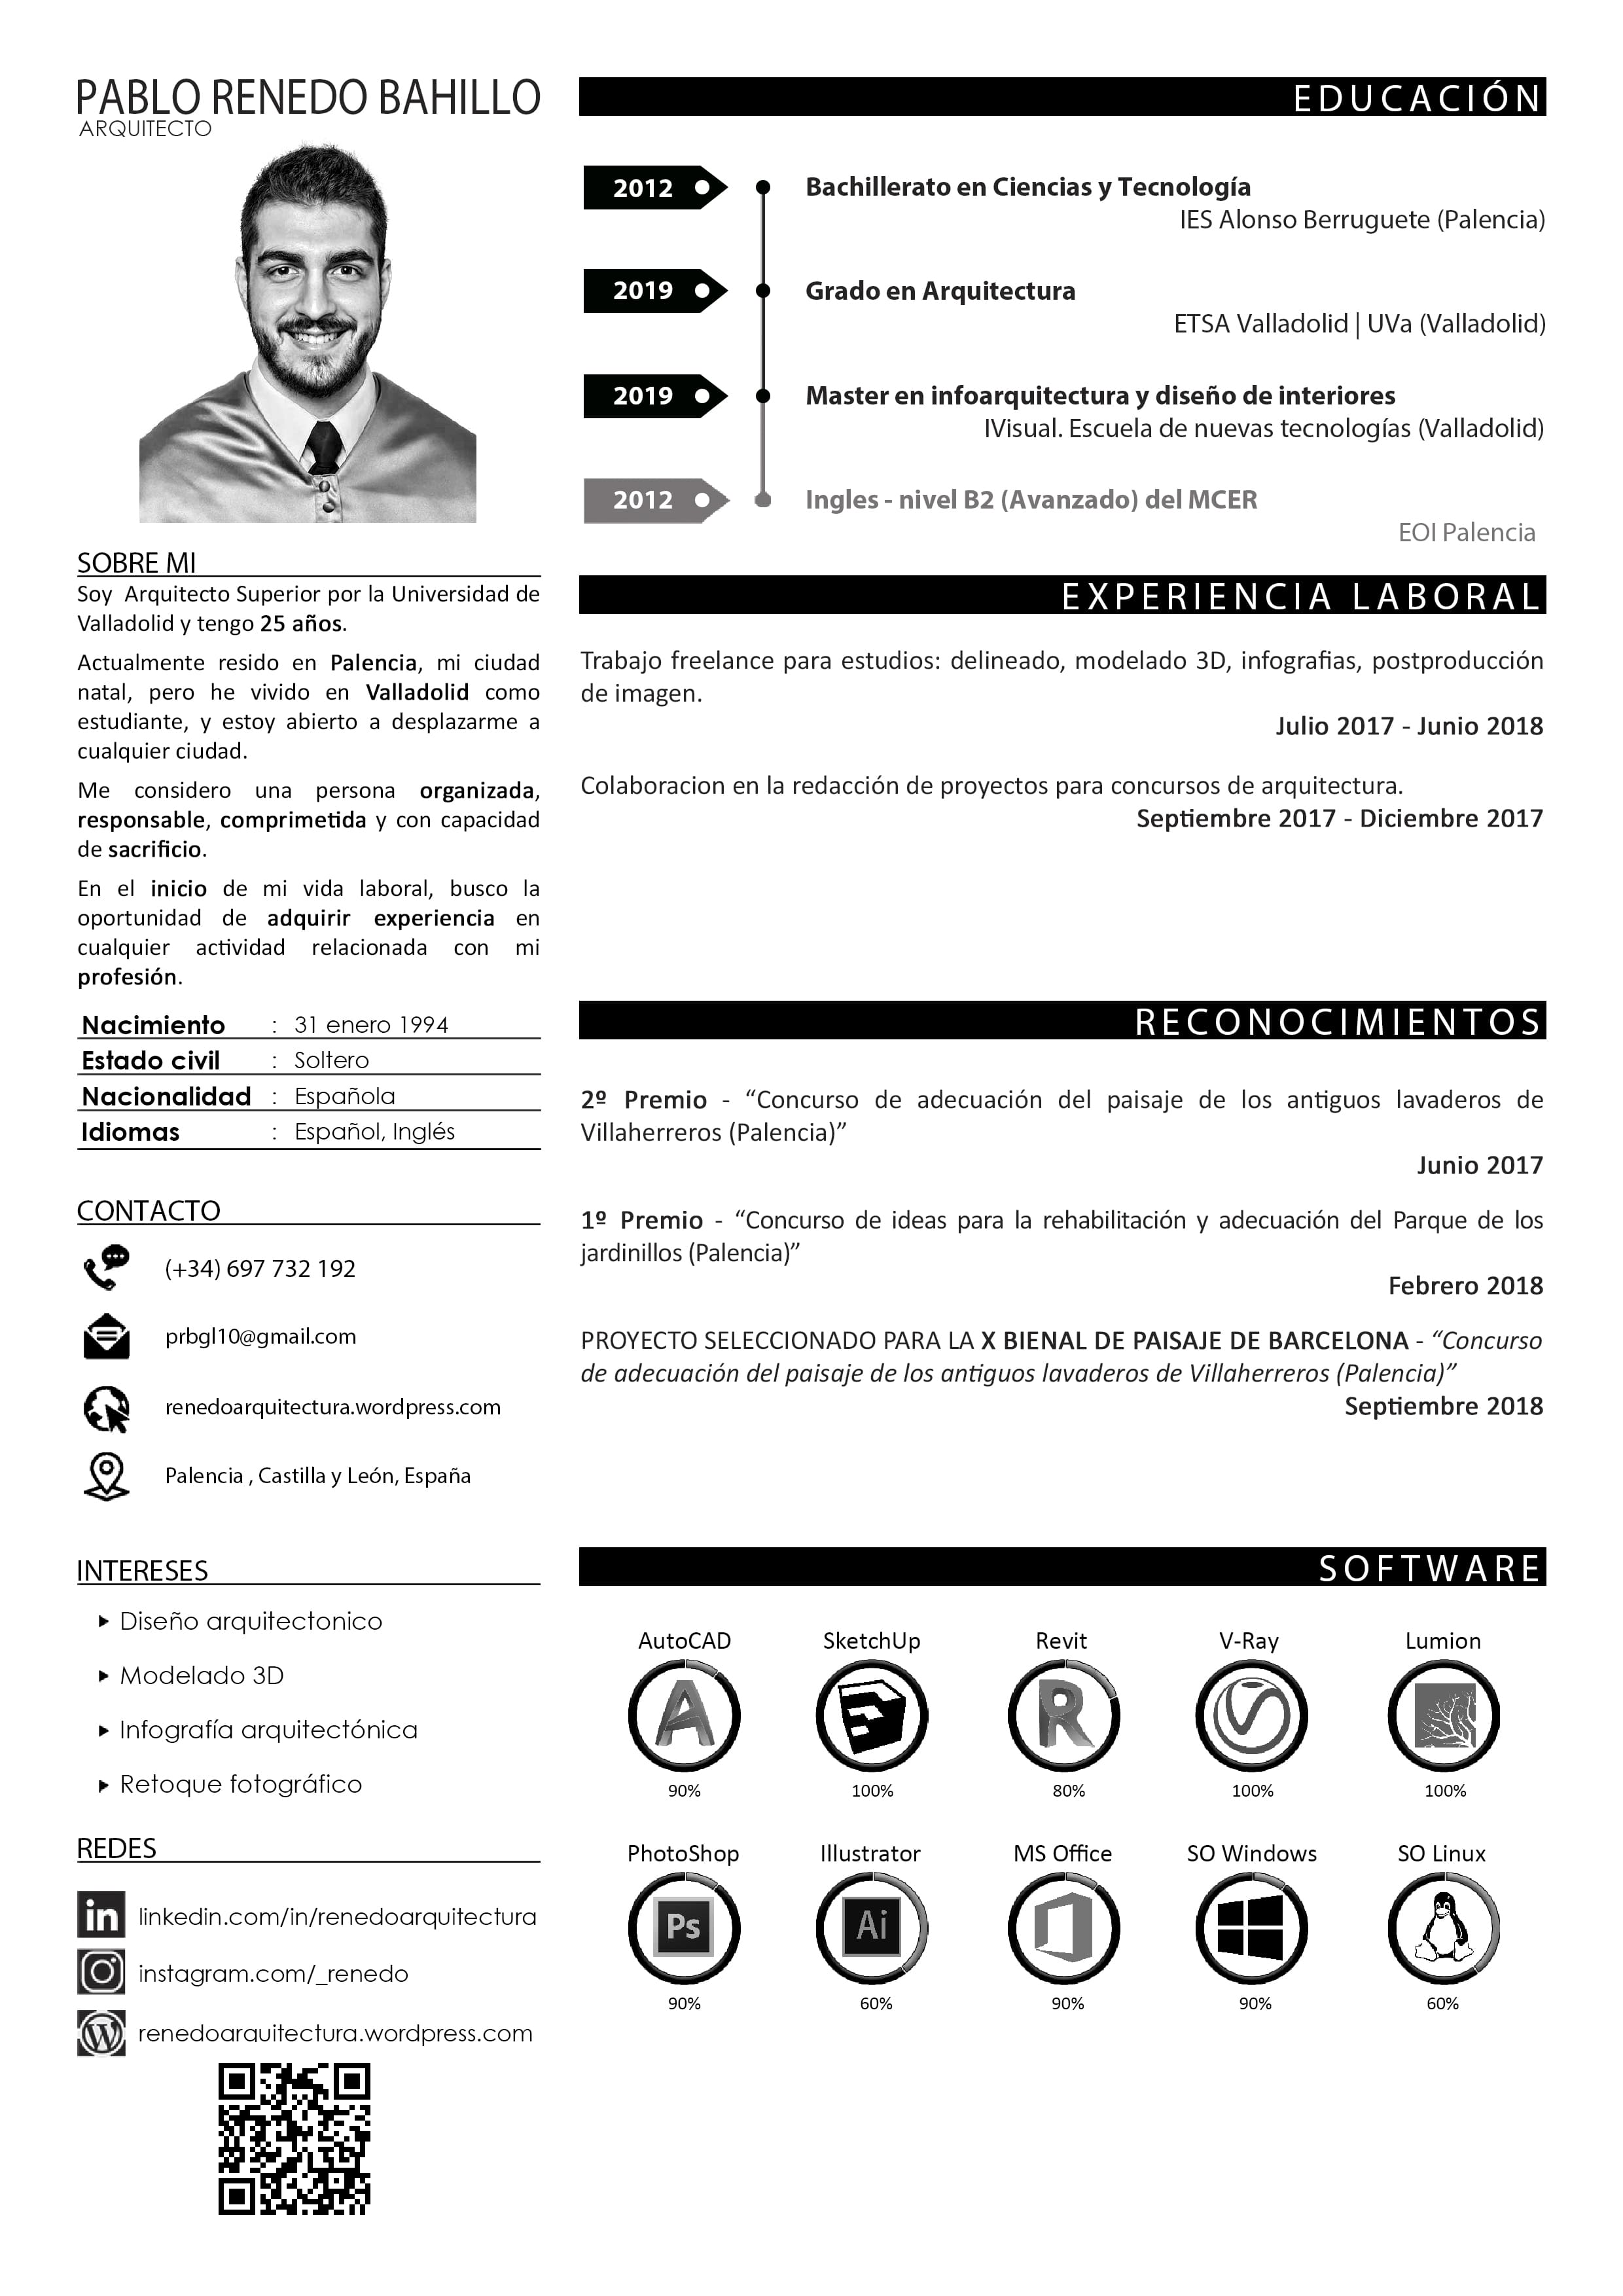 PABLO RENEDO BAHILLO
ARQUITECTO
SOBRE MI
Soy Arquitecto Superior por la Universidad de
Valladolid y tengo 25 años.
Actualmente resido en Palencia, mi ciudad
natal, pero he vivido en Valladolid como
estudiante, y estoy abierto a desplazarme a
cualquier ciudad.
Me considero una persona organizada,
responsable, comprimetida y con capacidad
de sacrificio.
En el inicio de mi vida laboral, busco la
oportunidad de adquirir experiencia en
cualquier actividad relacionada con mi
profesión.
Nacimiento : 31 enero 1994
Estado civil : Soltero
Nacionalidad : Española
Idiomas : Español, Inglés
CONTACTO
(+34) 697 732 192
prbgl10@gmail.com
renedoarquitectura.wordpress.com
Palencia , Castilla y León, España
INTERESES
Diseño arquitectonico
Modelado 3D
Infografía arquitectónica
Retoque fotográfico
REDES
in linkedin.com/in/renedoarquitectura
instagram.com/_renedo
renedoarquitectura.wordpress.com
EDUCACIÓN
2012 Bachillerato en Ciencias y Tecnología
IES Alonso Berruguete (Palencia)
2019 Grado en Arquitectura
ETSA Valladolid | UVa (Valladolid)
2019 Master en infoarquitectura y diseño de interiores
IVisual. Escuela de nuevas tecnologías (Valladolid)
2012 Ingles - nivel B2 (Avanzado) del MCER
EOI Palencia
EXPERIENCIA LABORAL
Trabajo freelance para estudios: delineado, modelado 3D, infografias, postproducción
de imagen.
Julio 2017 - Junio 2018
Colaboracion en la redacción de proyectos para concursos de arquitectura.
Septiembre 2017 - Diciembre 2017
RECONOCIMIENTOS
2º Premio - “Concurso de adecuación del paisaje de los antiguos lavaderos de
Villaherreros (Palencia)”
Junio 2017
1º Premio - “Concurso de ideas para la rehabilitación y adecuación del Parque de los
jardinillos (Palencia)”
Febrero 2018
PROYECTO SELECCIONADO PARA LA X BIENAL DE PAISAJE DE BARCELONA - “Concurso
de adecuación del paisaje de los antiguos lavaderos de Villaherreros (Palencia)”
Septiembre 2018
SOFTWARE
AutoCAD SketchUp Revit V-Ray Lumion
A R
90% 100% 80% 100% 100%
PhotoShop Illustrator MS Office SO Windows SO Linux
Ps Ai
90% 60% 90% 90% 60%